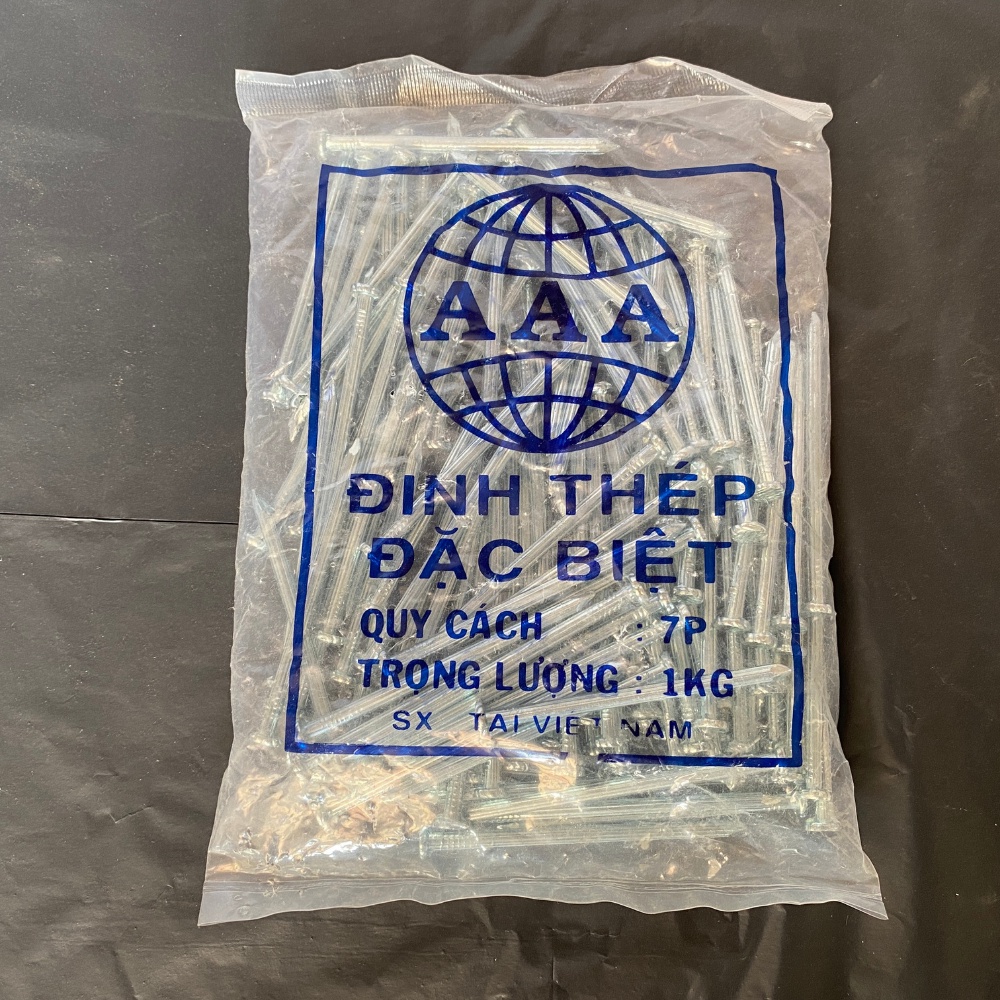 AAA
ĐINH THÉP
ĐẶC BIỆT
QUY CÁCH : 7P
TRỌNG LƯỢNG : 1KG
SX TẠI VIỆT NAM